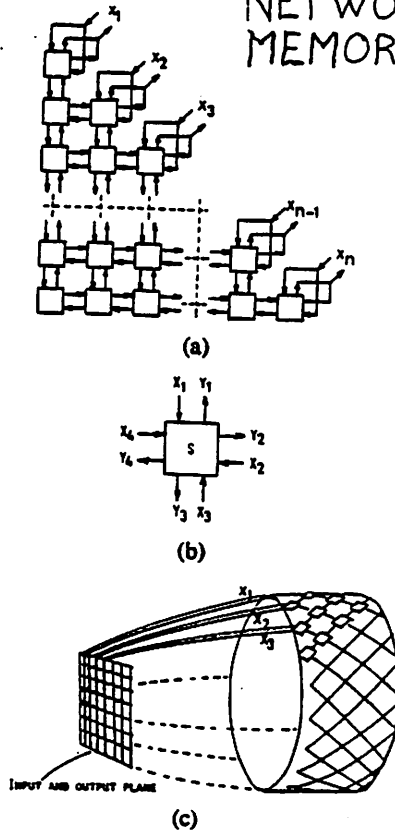 NETWO
MEMOR
X1
X2
X3
Xn-1
Xn
(a)
X1 Y1
X4 Y2
S
Y4 X2
Y3 X3
(b)
X1
X2
X3
INPUT AND OUTPUT PLANE
(c)